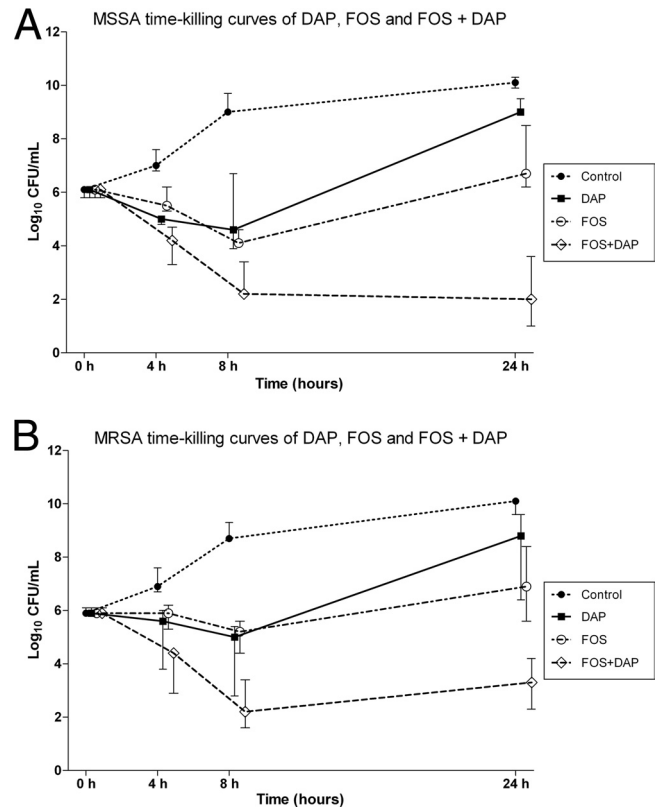 A
MSSA time-killing curves of DAP, FOS and FOS + DAP
12
10
8
6
4
2
0
Log10 CFU/mL
0 h
4 h
8 h
24 h
Time (hours)
Control
DAP
FOS
FOS+DAP
B
MRSA time-killing curves of DAP, FOS and FOS + DAP
12
10
8
6
4
2
0
Log10 CFU/mL
0 h
4 h
8 h
24 h
Time (hours)
Control
DAP
FOS
FOS+DAP